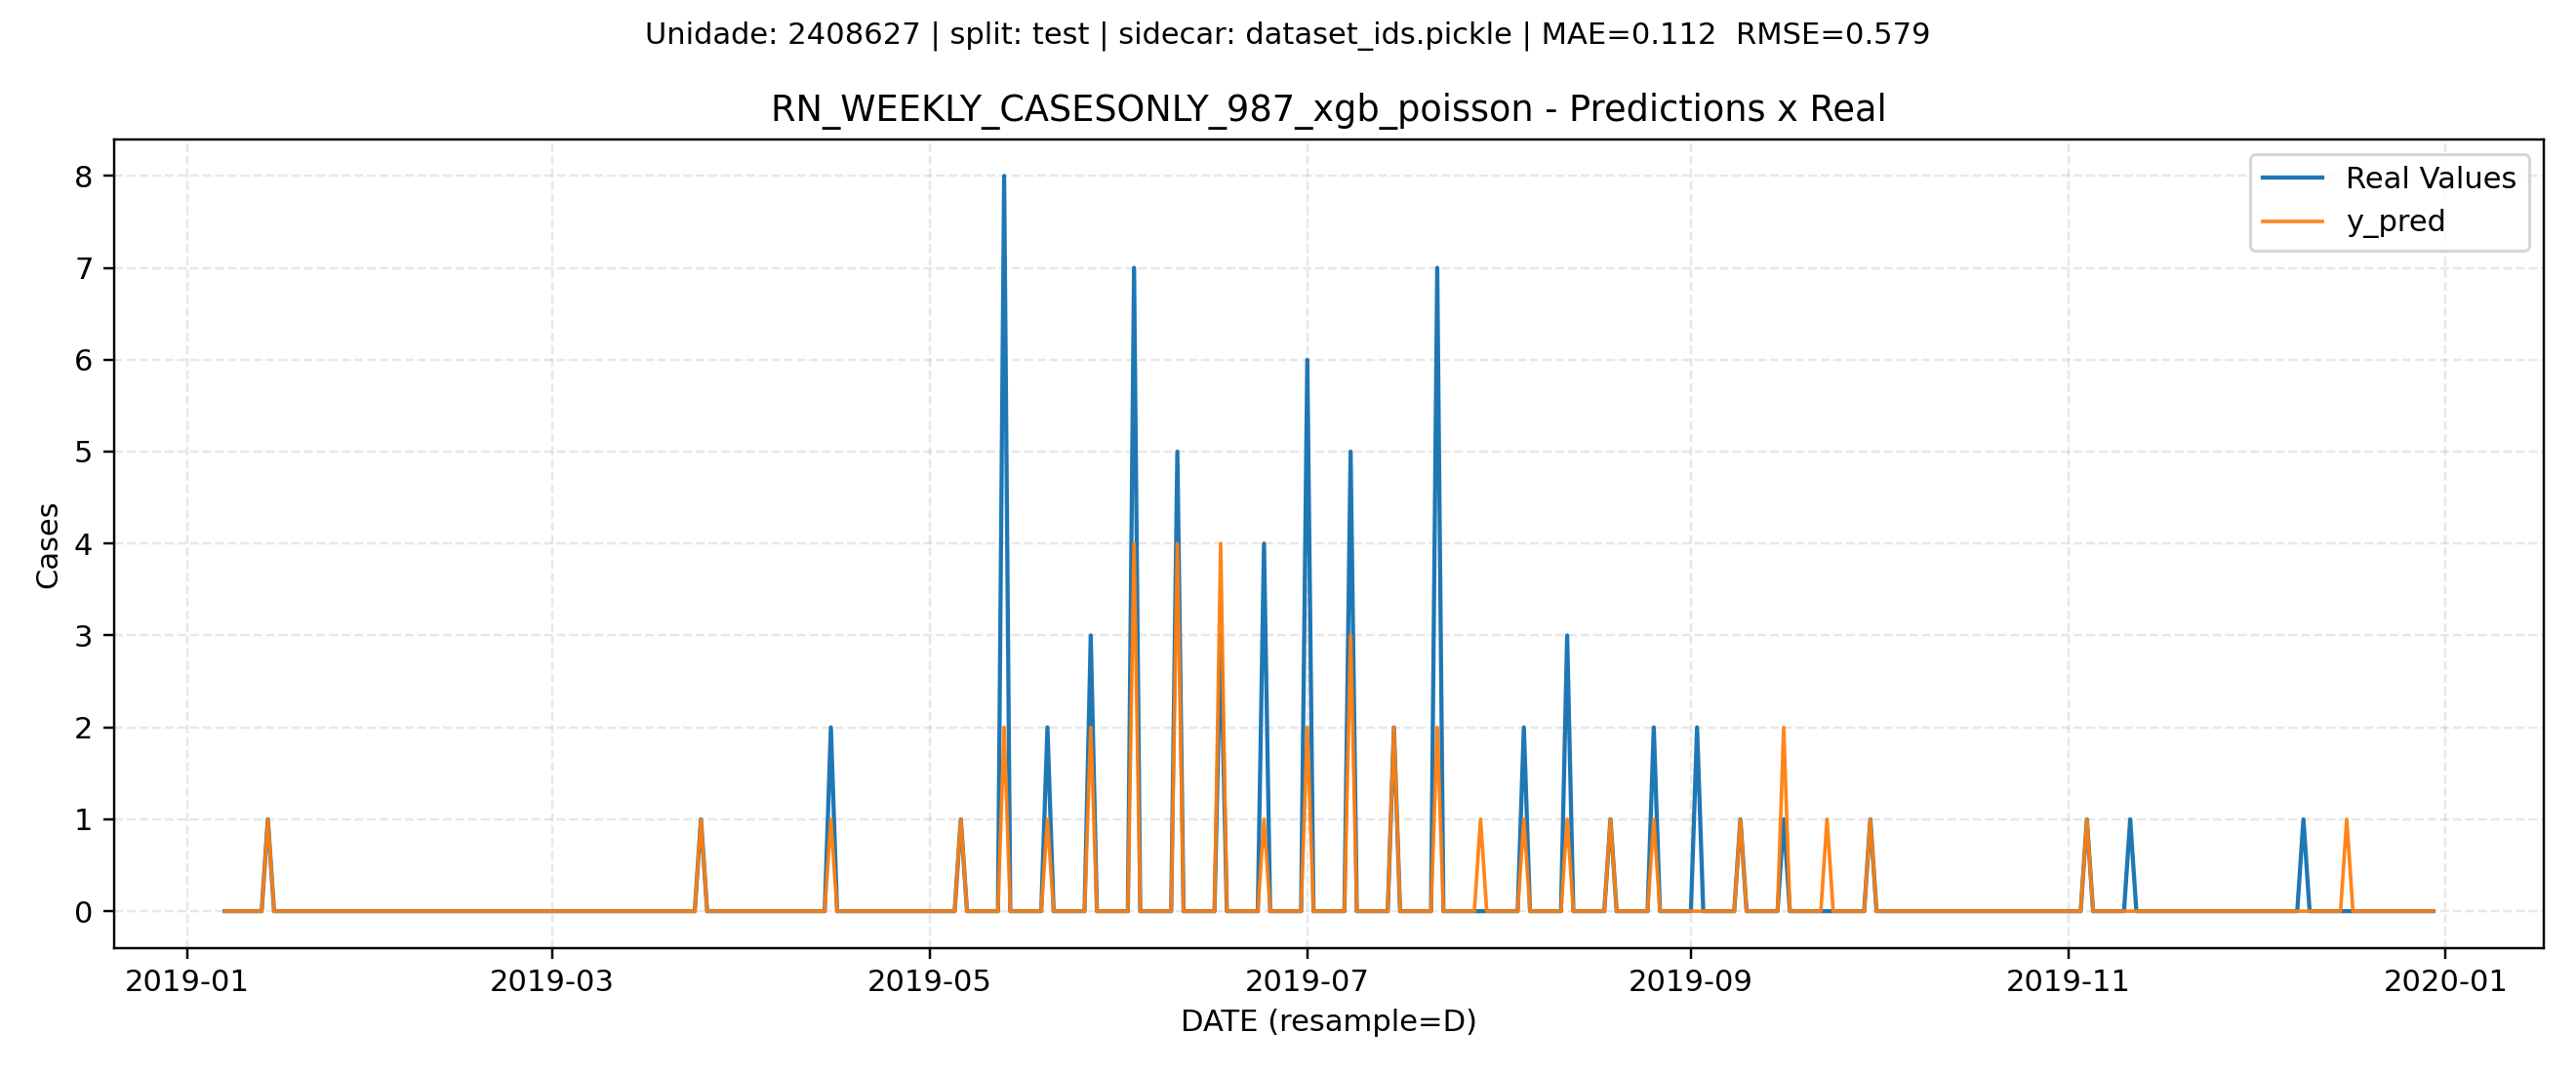 Unidade: 2408627 | split: test | sidecar: dataset_ids.pickle | MAE=0.112  RMSE=0.579
RN_WEEKLY_CASESONLY_987_xgb_poisson - Predictions x Real
Real Values
y_pred
8
7
6
5
4
3
2
1
0
Cases
2019-01
2019-03
2019-05
2019-07
2019-09
2019-11
2020-01
DATE (resample=D)